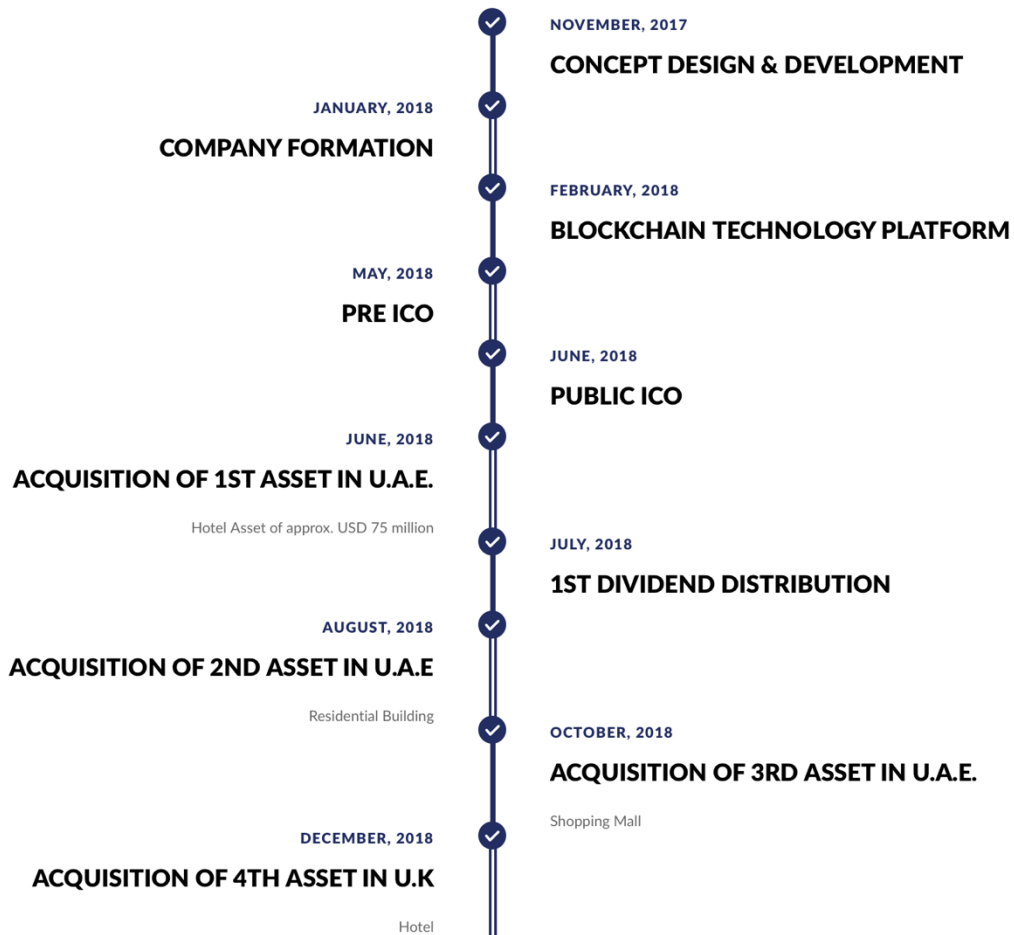 NOVEMBER, 2017
CONCEPT DESIGN & DEVELOPMENT
JANUARY, 2018
COMPANY FORMATION
FEBRUARY, 2018
BLOCKCHAIN TECHNOLOGY PLATFORM
MAY, 2018
PRE ICO
JUNE, 2018
PUBLIC ICO
JUNE, 2018
ACQUISITION OF 1ST ASSET IN U.A.E.
Hotel Asset of approx. USD 75 million
JULY, 2018
1ST DIVIDEND DISTRIBUTION
AUGUST, 2018
ACQUISITION OF 2ND ASSET IN U.A.E
Residential Building
OCTOBER, 2018
ACQUISITION OF 3RD ASSET IN U.A.E.
Shopping Mall
DECEMBER, 2018
ACQUISITION OF 4TH ASSET IN U.K
Hotel